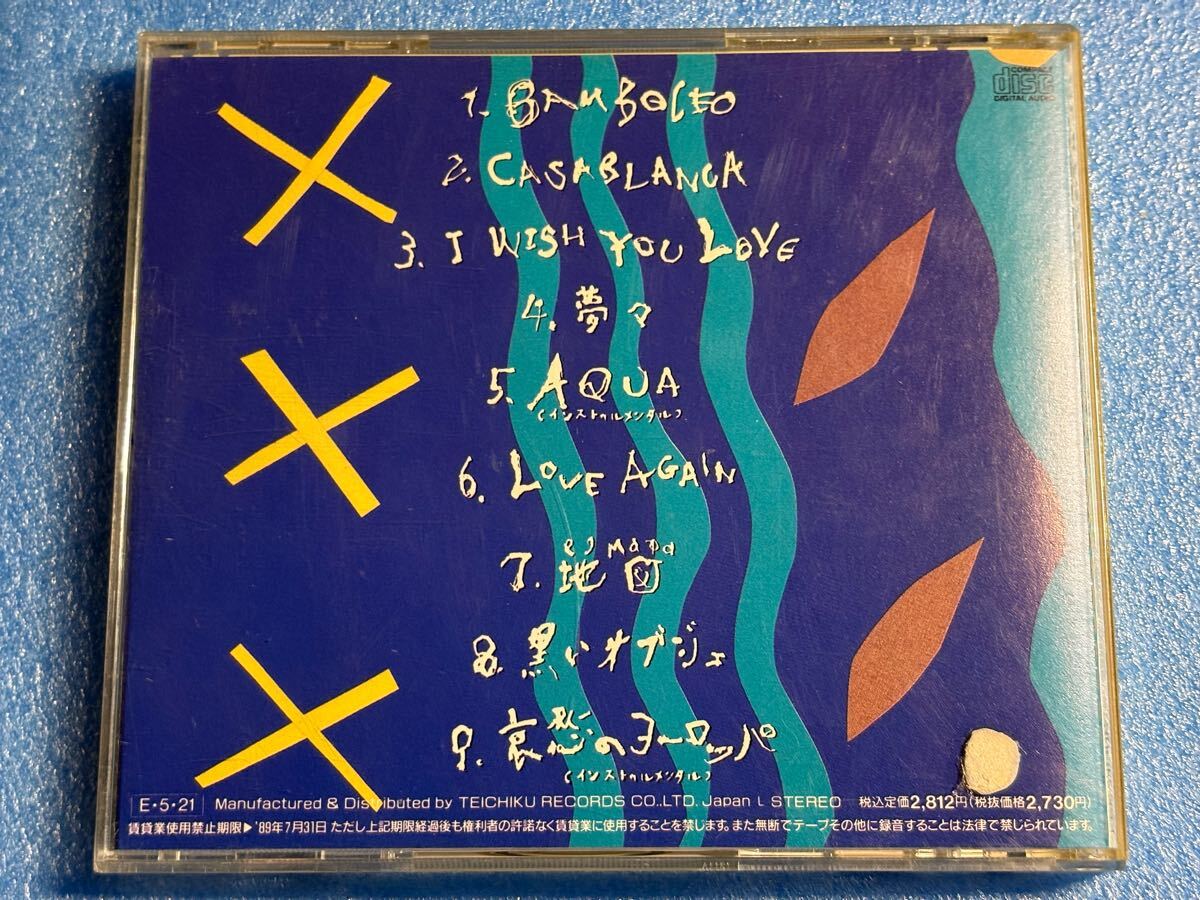 COMPACT
disc
DIGITAL AUDIO
1. BAMBOLEO
2. CASABLANCA
3. I WISH YOU LOVE
4. 夢々
5. AQUA
(インストゥルメンタル)
6. LOVE AGAIN
el Mapa
7. 地図
8. 黒いオブジェ
9. 哀愁のヨーロッパ
(インストゥルメンタル)
E・5・21 Manufactured & Distributed by TEICHIKU RECORDS CO.,LTD. Japan L STEREO 税込定価2,812円(税抜価格2,730円)
賃貸業使用禁止期限▶'89年7月31日 ただし上記期限経過後も権利者の許諾なく賃貸業に使用することを禁じます。また無断でテープその他に録音することは法律で禁じられています。